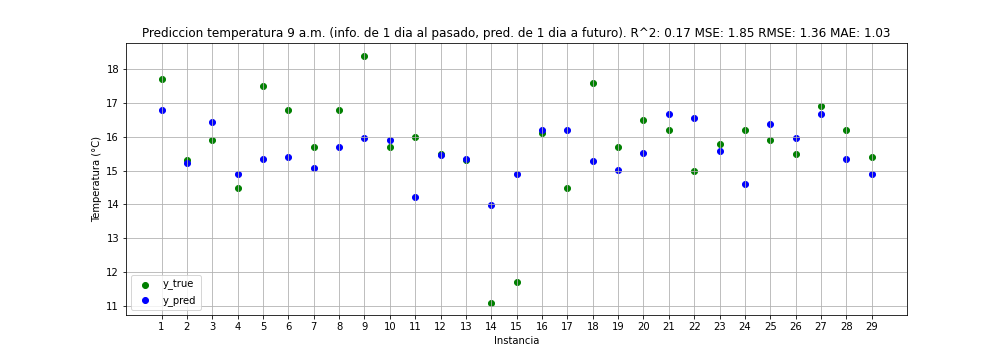 Prediccion temperatura 9 a.m. (info. de 1 dia al pasado, pred. de 1 dia a futuro). R^2: 0.17 MSE: 1.85 RMSE: 1.36 MAE: 1.03
Temperatura (°C)
18
17
16
15
14
13
12
11
y_true
y_pred
1 2 3 4 5 6 7 8 9 10 11 12 13 14 15 16 17 18 19 20 21 22 23 24 25 26 27 28 29
Instancia